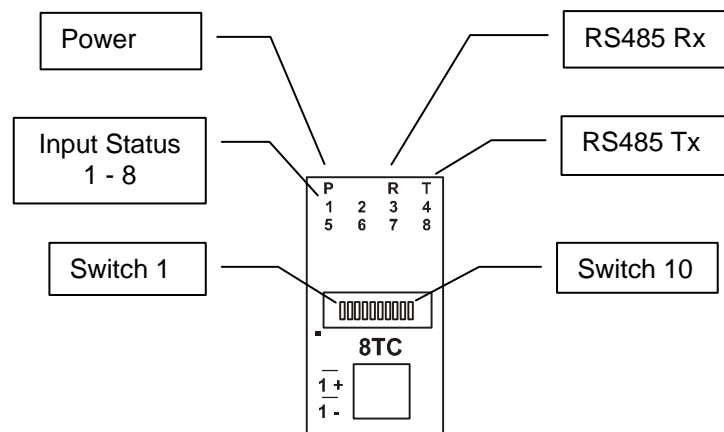 Power
RS485 Rx
Input Status
1 - 8
RS485 Tx
P R T
1 2 3 4
5 6 7 8
Switch 1
Switch 10
8TC
1 +
1 -